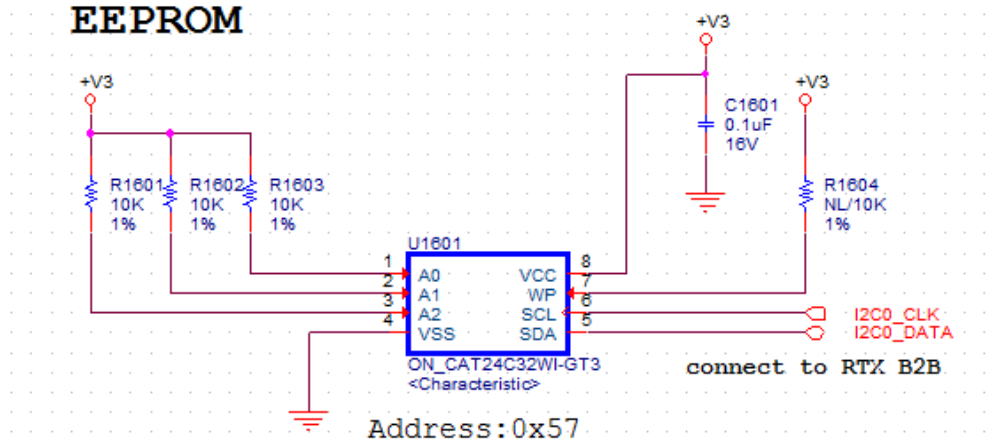 EEPROM
+V3
+V3
+V3
C1601
0.1uF
16V
R1601
10K
1%
R1602
10K
1%
R1603
10K
1%
R1604
NL/10K
1%
U1601
1
2
3
4
A0
A1
A2
VSS
VCC
WP
SCL
SDA
8
7
6
5
I2C0_CLK
I2C0_DATA
ON_CAT24C32WI-GT3
<Characteristic>
connect to RTX B2B
Address:0x57